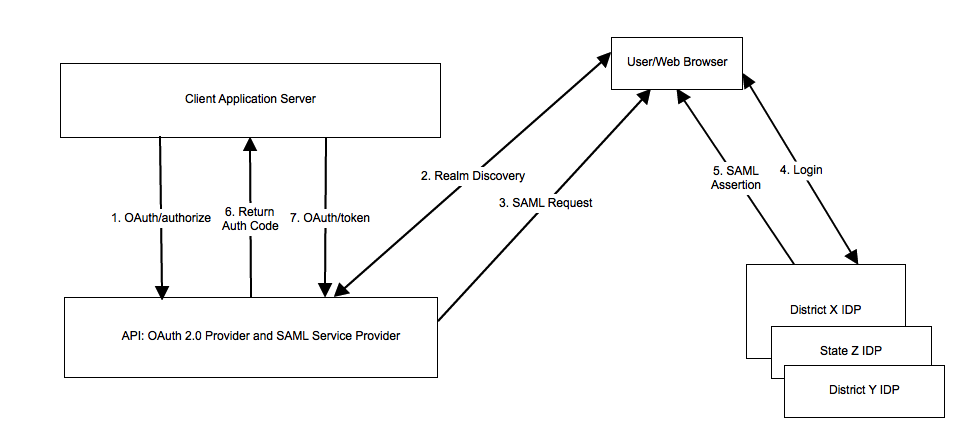 User/Web Browser
Client Application Server
2. Realm Discovery
5. SAML
Assertion
4. Login
3. SAML Request
1. OAuth/authorize
6. Return
Auth Code
7. OAuth/token
District X IDP
API: OAuth 2.0 Provider and SAML Service Provider
State Z IDP
District Y IDP